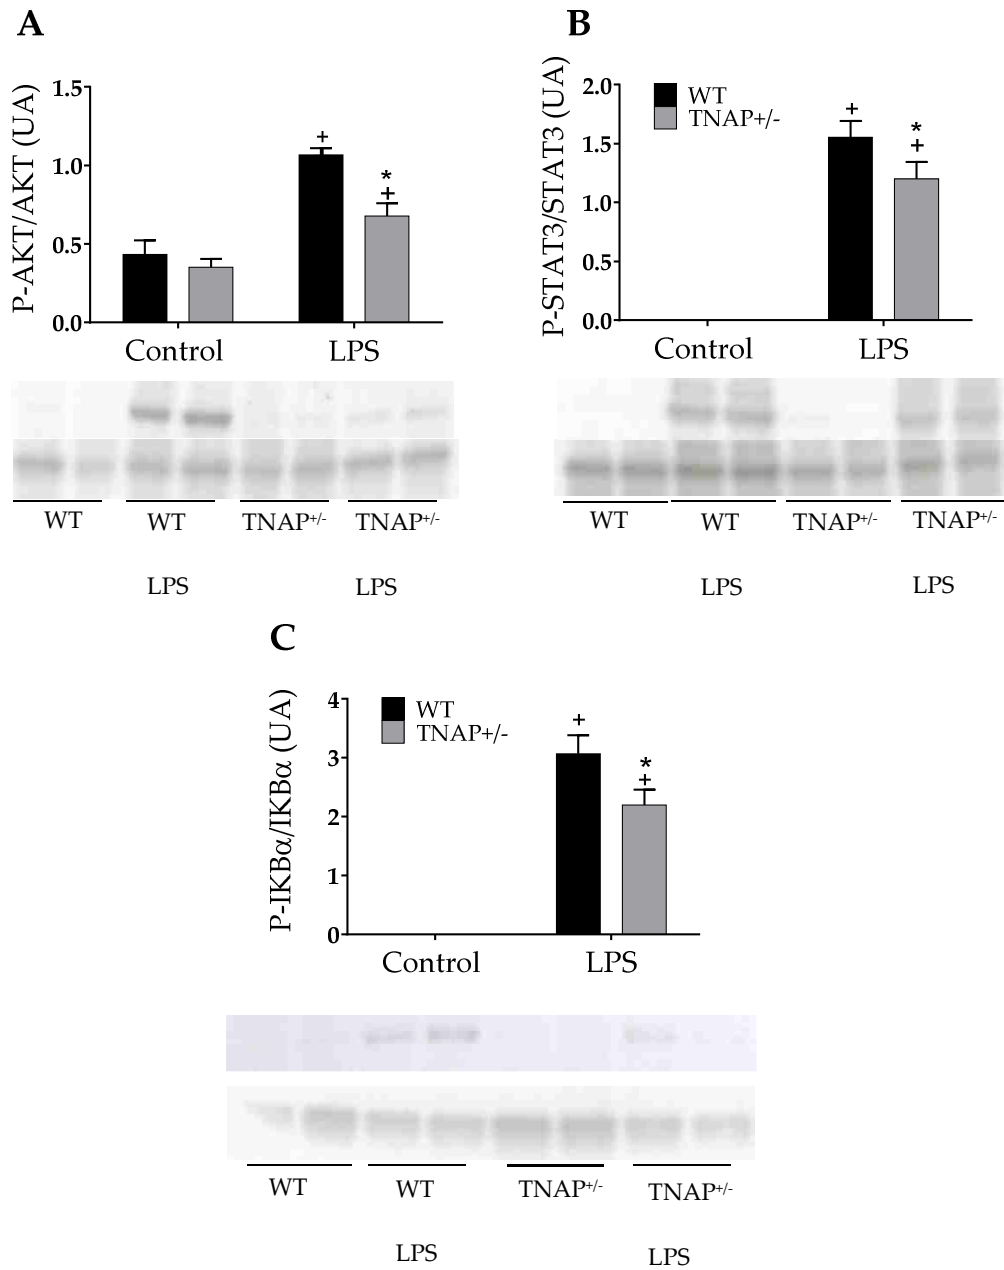 A
P-AKT/AKT (UA)
1.5
1.0
0.5
0.0
+
*
+
Control LPS
WT WT TNAP+/- TNAP+/-
LPS LPS
B
P-STAT3/STAT3 (UA)
2.0
1.5
1.0
0.5
0.0
WT
TNAP+/-
+
*
+
Control LPS
WT WT TNAP+/- TNAP+/-
LPS LPS
C
P-IKBα/IKBα (UA)
4
3
2
1
0
WT
TNAP+/-
+
*
+
Control LPS
WT WT TNAP+/- TNAP+/-
LPS LPS